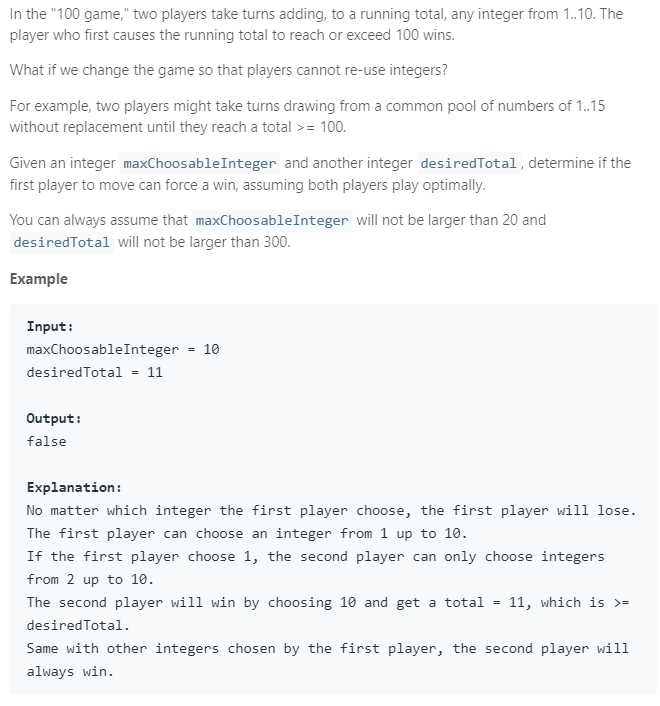 In the "100 game," two players take turns adding, to a running total, any integer from 1..10. The
player who first causes the running total to reach or exceed 100 wins.
What if we change the game so that players cannot re-use integers?
For example, two players might take turns drawing from a common pool of numbers of 1..15
without replacement until they reach a total >= 100.
Given an integer maxChoosableInteger and another integer desiredTotal, determine if the
first player to move can force a win, assuming both players play optimally.
You can always assume that maxChoosableInteger will not be larger than 20 and
desiredTotal will not be larger than 300.
Example
Input:
maxChoosableInteger = 10
desiredTotal = 11
Output:
false
Explanation:
No matter which integer the first player choose, the first player will lose.
The first player can choose an integer from 1 up to 10.
If the first player choose 1, the second player can only choose integers
from 2 up to 10.
The second player will win by choosing 10 and get a total = 11, which is >=
desiredTotal.
Same with other integers chosen by the first player, the second player will
always win.